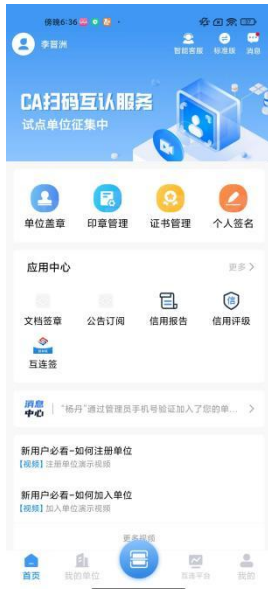 傍晚6:36
李晋洲
智能客服 标准版 消息
CA扫码互认服务
试点单位征集中
单位盖章 印章管理 证书管理 个人签名
应用中心 更多 >
文档签章 公告订阅 信用报告 信用评级
信
互连签
消息中心 "杨丹"通过管理员手机号验证加入了您的单... >
新用户必看-如何注册单位
【视频】注册单位演示视频
新用户必看-如何加入单位
【视频】加入单位演示视频
更多视频
首页 我的单位 互连平台 我的